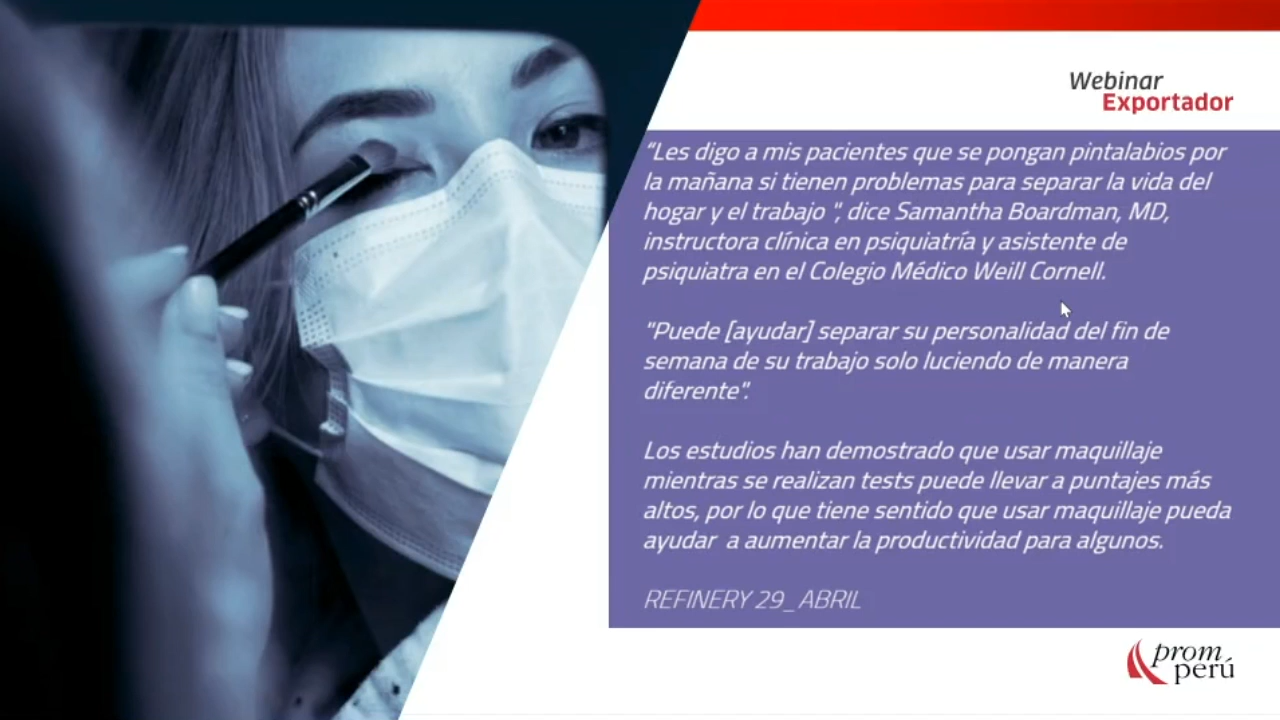 Webinar
Exportador
“Les digo a mis pacientes que se pongan pintalabios por
la mañana si tienen problemas para separar la vida del
hogar y el trabajo ", dice Samantha Boardman, MD,
instructora clínica en psiquiatría y asistente de
psiquiatra en el Colegio Médico Weill Cornell.
"Puede [ayudar] separar su personalidad del fin de
semana de su trabajo solo luciendo de manera
diferente".
Los estudios han demostrado que usar maquillaje
mientras se realizan tests puede llevar a puntajes más
altos, por lo que tiene sentido que usar maquillaje pueda
ayudar  a aumentar la productividad para algunos.
REFINERY 29_ABRIL
prom
perú